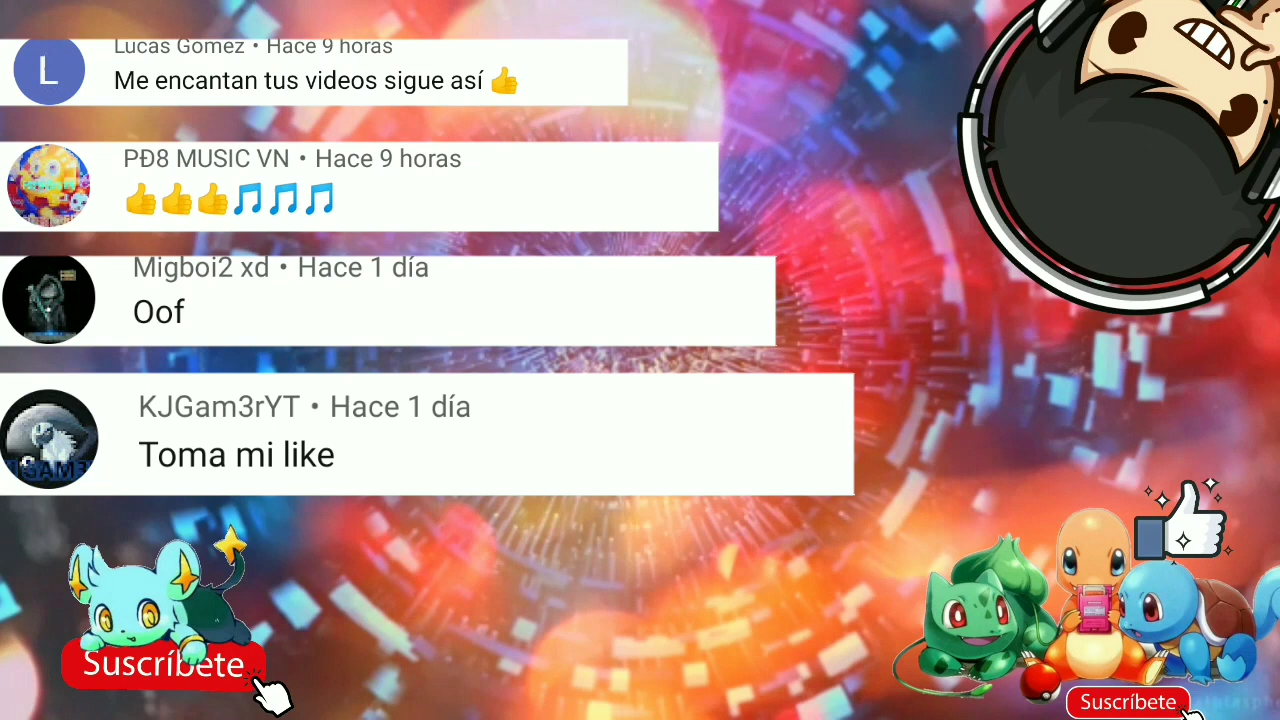 L
Lucas Gomez • Hace 9 horas
Me encantan tus videos sigue así 👍
PĐ8 MUSIC VN • Hace 9 horas
👍👍👍🎵🎵🎵
Migboi2 xd • Hace 1 día
Oof
KJGam3rYT • Hace 1 día
Toma mi like
Suscríbete
Suscríbete